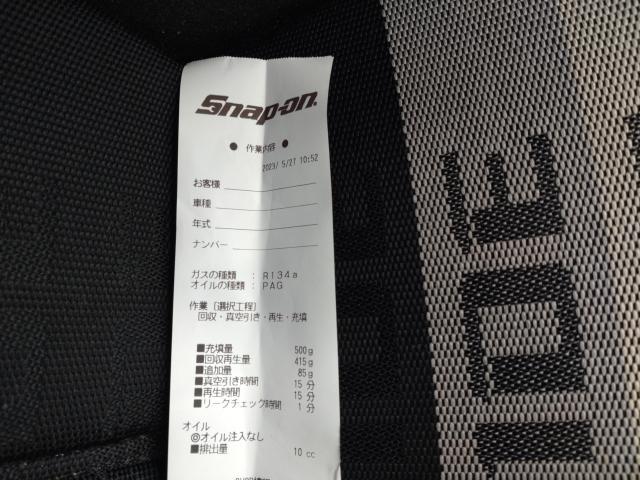 Snap-on
● 作業内容 ●
2023/ 5/27 10:52
お客様
車種
年式
ナンバー
ガスの種類 : R134a
オイルの種類 : PAG
作業 [選択工程]
回収・真空引き・再生・充填
■充填量 500g
■回収再生量 415g
■追加量 85g
■真空引き時間 15 分
■再生時間 15 分
■リークチェック時間 1 分
オイル
◎オイル注入なし
■排出量 10 cc